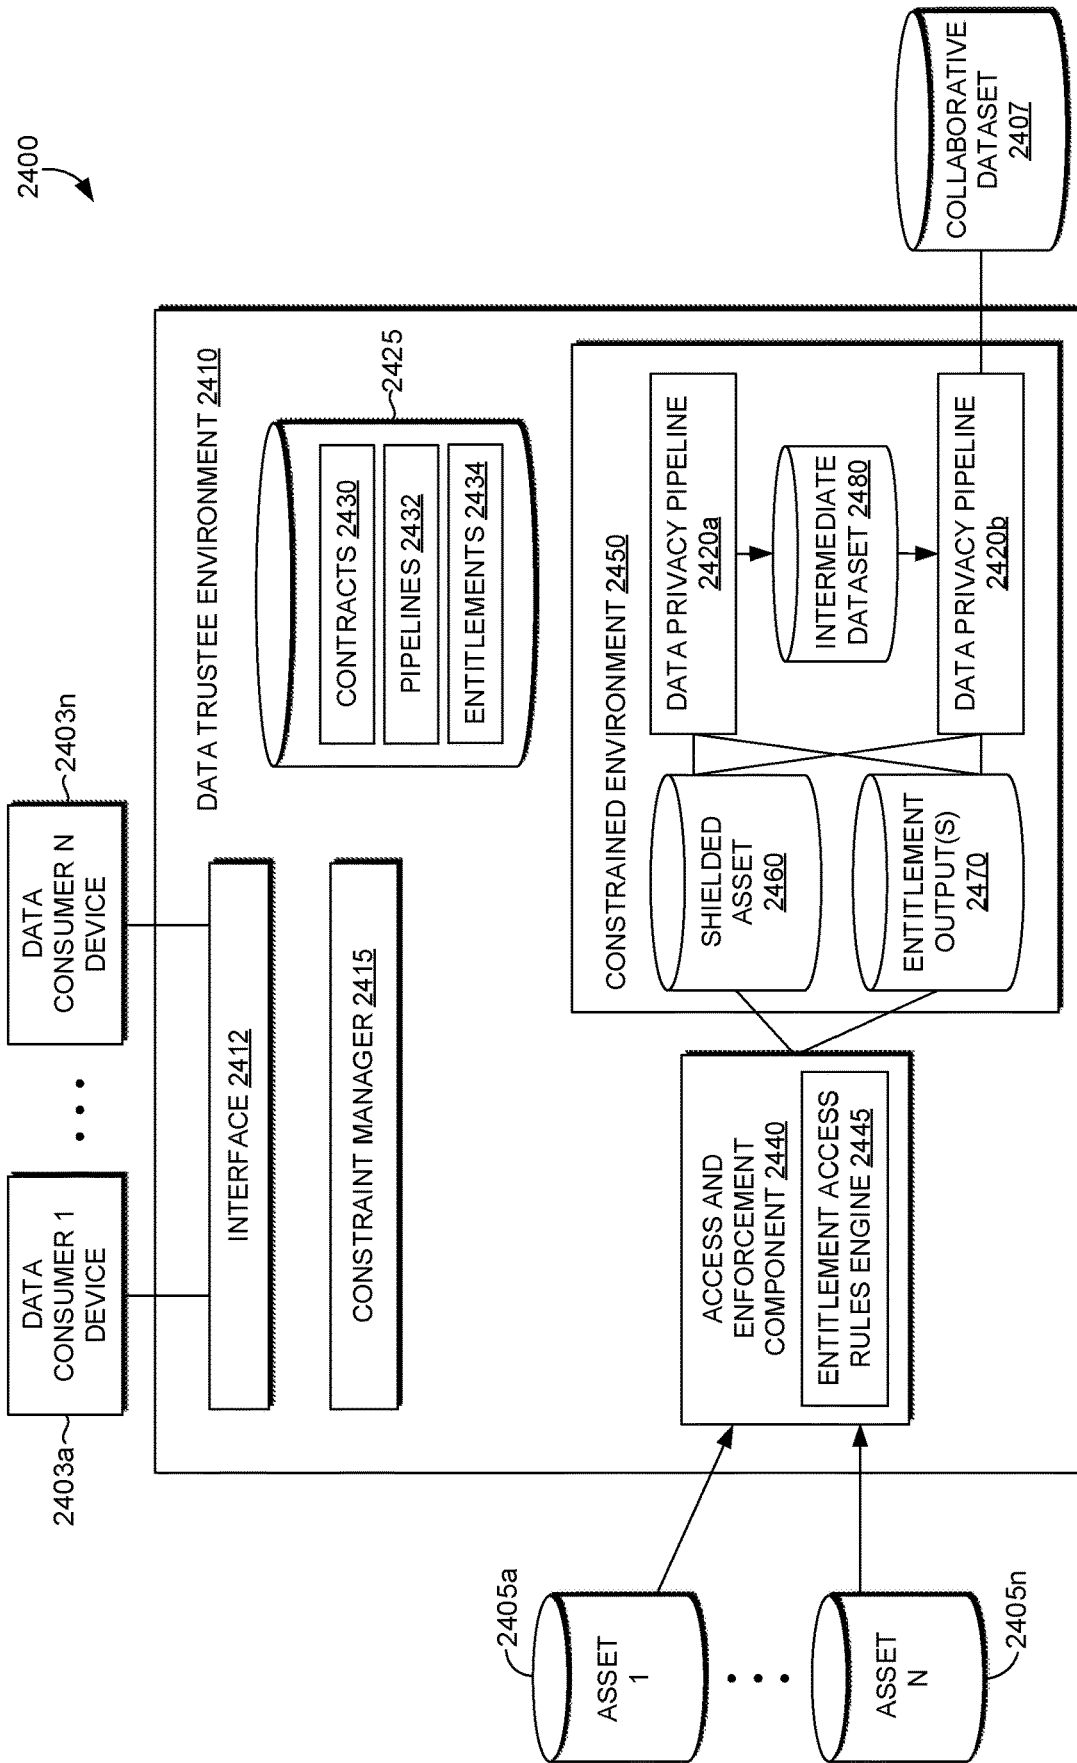 2400
DATA
CONSUMER 1
DEVICE
2403a
DATA
CONSUMER N
DEVICE
2403n
DATA TRUSTEE ENVIRONMENT 2410
INTERFACE 2412
CONSTRAINT MANAGER 2415
2425
CONTRACTS 2430
PIPELINES 2432
ENTITLEMENTS 2434
ASSET
1
2405a
ASSET
N
2405n
ACCESS AND
ENFORCEMENT
COMPONENT 2440
ENTITLEMENT ACCESS
RULES ENGINE 2445
CONSTRAINED ENVIRONMENT 2450
SHIELDED
ASSET
2460
ENTITLEMENT
OUTPUT(S)
2470
DATA PRIVACY PIPELINE
2420a
INTERMEDIATE
DATASET 2480
DATA PRIVACY PIPELINE
2420b
COLLABORATIVE
DATASET
2407